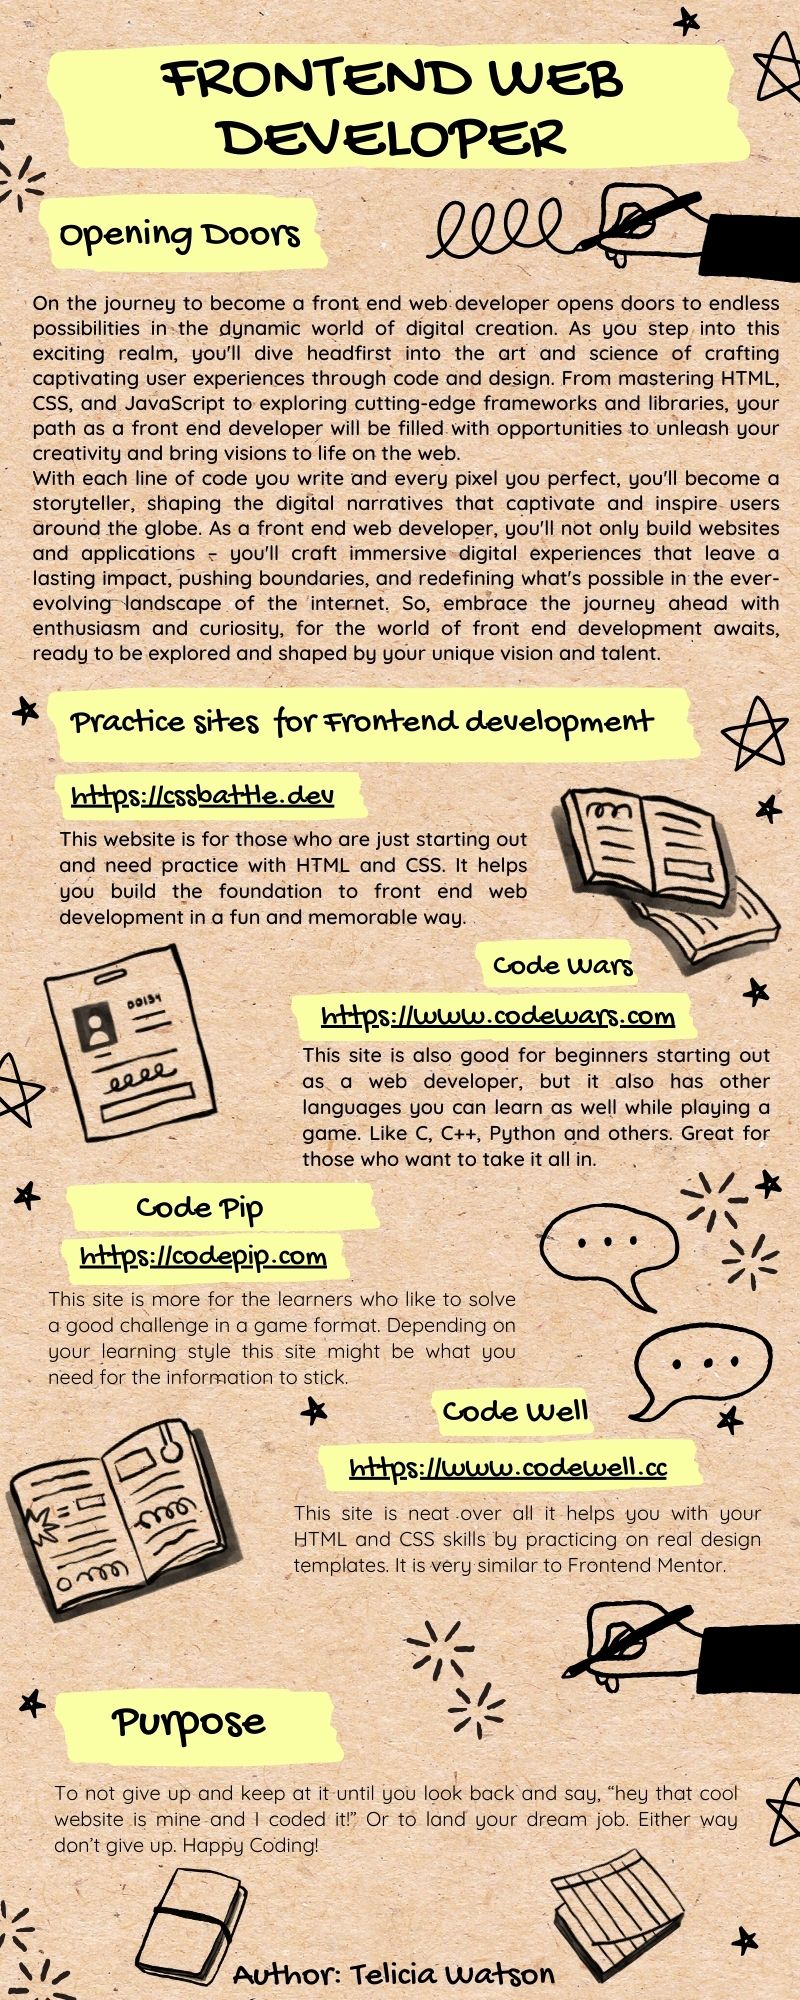 FRONTEND WEB
DEVELOPER
Opening Doors
On the journey to become a front end web developer opens doors to endless
possibilities in the dynamic world of digital creation. As you step into this
exciting realm, you'll dive headfirst into the art and science of crafting
captivating user experiences through code and design. From mastering HTML,
CSS, and JavaScript to exploring cutting-edge frameworks and libraries, your
path as a front end developer will be filled with opportunities to unleash your
creativity and bring visions to life on the web.
With each line of code you write and every pixel you perfect, you'll become a
storyteller, shaping the digital narratives that captivate and inspire users
around the globe. As a front end web developer, you'll not only build websites
and applications – you'll craft immersive digital experiences that leave a
lasting impact, pushing boundaries, and redefining what's possible in the ever-
evolving landscape of the internet. So, embrace the journey ahead with
enthusiasm and curiosity, for the world of front end development awaits,
ready to be explored and shaped by your unique vision and talent.
Practice sites for Frontend development
https://cssbattle.dev
This website is for those who are just starting out
and need practice with HTML and CSS. It helps
you build the foundation to front end web
development in a fun and memorable way.
00134
Code Wars
https://www.codewars.com
This site is also good for beginners starting out
as a web developer, but it also has other
languages you can learn as well while playing a
game. Like C, C++, Python and others. Great for
those who want to take it all in.
Code Pip
https://codepip.com
This site is more for the learners who like to solve
a good challenge in a game format. Depending on
your learning style this site might be what you
need for the information to stick.
Code Well
https://www.codewell.cc
This site is neat over all it helps you with your
HTML and CSS skills by practicing on real design
templates. It is very similar to Frontend Mentor.
Purpose
To not give up and keep at it until you look back and say, “hey that cool
website is mine and I coded it!” Or to land your dream job. Either way
don’t give up. Happy Coding!
Author: Telicia Watson